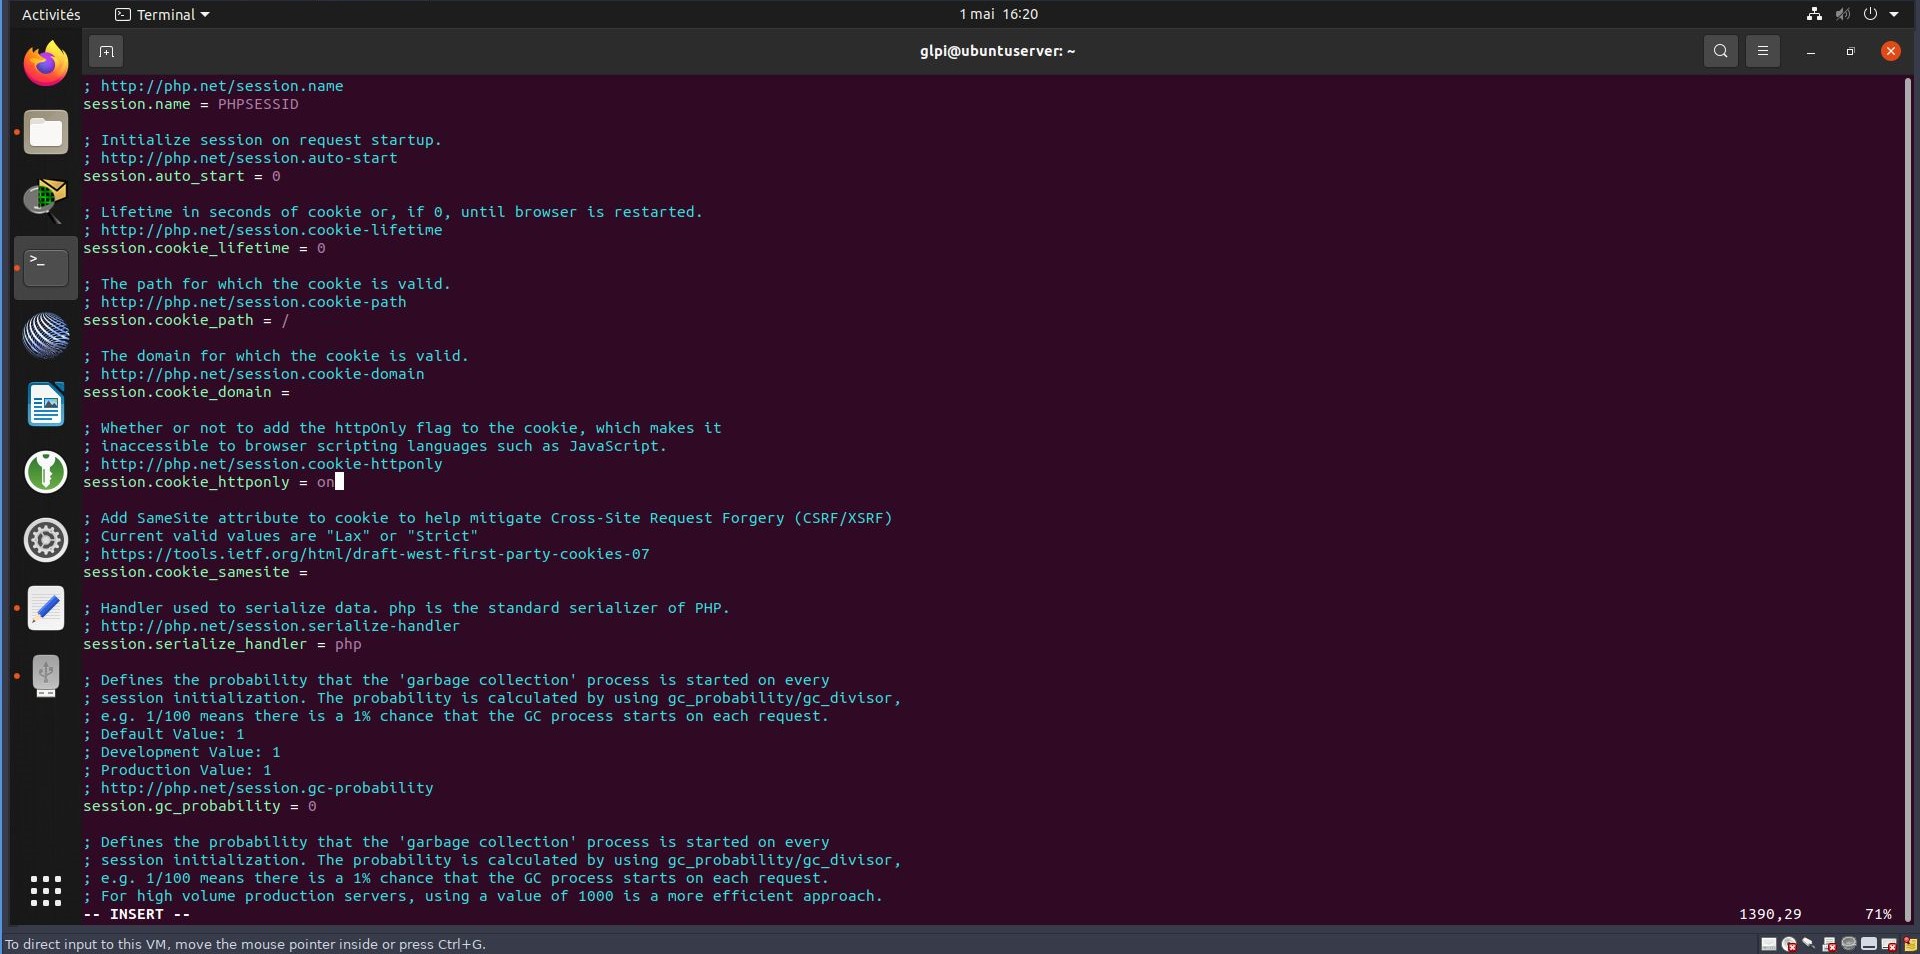 Activités
Terminal
1 mai 16:20
glpi@ubuntuserver: ~
; http://php.net/session.name
session.name = PHPSESSID
; Initialize session on request startup.
; http://php.net/session.auto-start
session.auto_start = 0
; Lifetime in seconds of cookie or, if 0, until browser is restarted.
; http://php.net/session.cookie-lifetime
session.cookie_lifetime = 0
; The path for which the cookie is valid.
; http://php.net/session.cookie-path
session.cookie_path = /
; The domain for which the cookie is valid.
; http://php.net/session.cookie-domain
session.cookie_domain =
; Whether or not to add the httpOnly flag to the cookie, which makes it
; inaccessible to browser scripting languages such as JavaScript.
; http://php.net/session.cookie-httponly
session.cookie_httponly = on
; Add SameSite attribute to cookie to help mitigate Cross-Site Request Forgery (CSRF/XSRF)
; Current valid values are "Lax" or "Strict"
; https://tools.ietf.org/html/draft-west-first-party-cookies-07
session.cookie_samesite =
; Handler used to serialize data. php is the standard serializer of PHP.
; http://php.net/session.serialize-handler
session.serialize_handler = php
; Defines the probability that the 'garbage collection' process is started on every
; session initialization. The probability is calculated by using gc_probability/gc_divisor,
; e.g. 1/100 means there is a 1% chance that the GC process starts on each request.
; Default Value: 1
; Development Value: 1
; Production Value: 1
; http://php.net/session.gc-probability
session.gc_probability = 0
; Defines the probability that the 'garbage collection' process is started on every
; session initialization. The probability is calculated by using gc_probability/gc_divisor,
; e.g. 1/100 means there is a 1% chance that the GC process starts on each request.
; For high volume production servers, using a value of 1000 is a more efficient approach.
-- INSERT -- 1390,29 71%
To direct input to this VM, move the mouse pointer inside or press Ctrl+G.